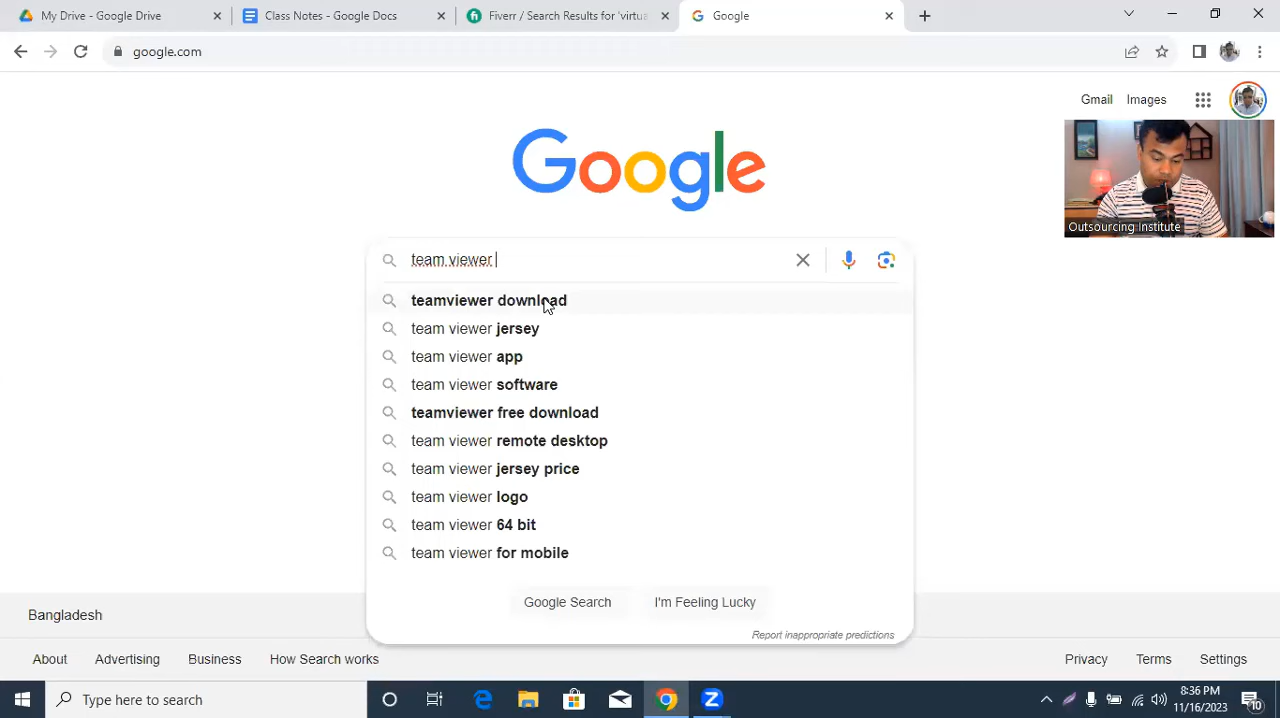 My Drive - Google Drive
Class Notes - Google Docs
Fiverr / Search Results for 'virtua
Google
google.com
Gmail
Images
Google
Outsourcing Institute
team viewer
teamviewer download
team viewer jersey
team viewer app
team viewer software
teamviewer free download
team viewer remote desktop
team viewer jersey price
team viewer logo
team viewer 64 bit
team viewer for mobile
Google Search
I'm Feeling Lucky
Report inappropriate predictions
Bangladesh
About
Advertising
Business
How Search works
Privacy
Terms
Settings
Type here to search
8:36 PM
11/16/2023
10